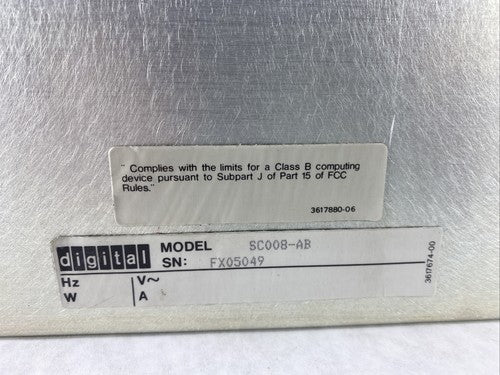 "Complies with the limits for a Class B computing
device pursuant to Subpart J of Part 15 of FCC
Rules."
3617880-06
digital MODEL SC008-AB
SN: FX05049
Hz V~
W A
3617674-00